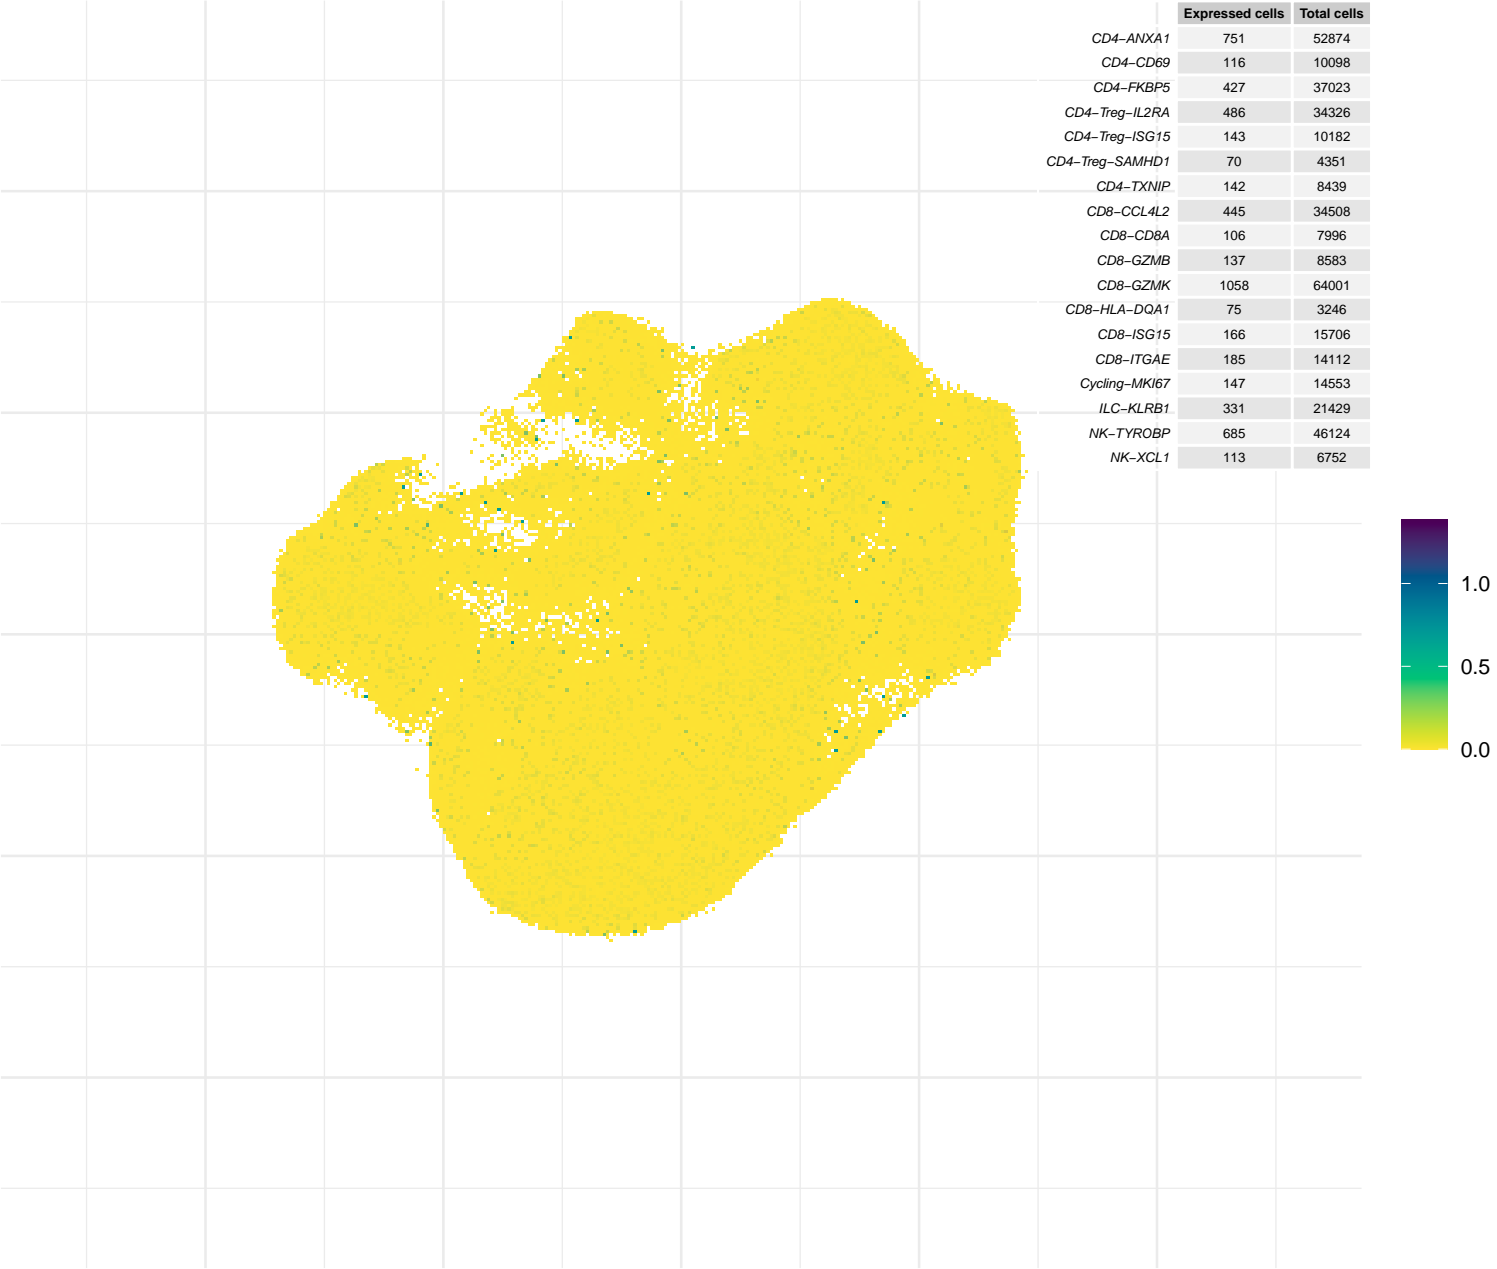 Expressed cells Total cells
CD4−ANXA1 751 52874
CD4−CD69 116 10098
CD4−FKBP5 427 37023
CD4−Treg−IL2RA 486 34326
CD4−Treg−ISG15 143 10182
CD4−Treg−SAMHD1 70 4351
CD4−TXNIP 142 8439
CD8−CCL4L2 445 34508
CD8−CD8A 106 7996
CD8−GZMB 137 8583
CD8−GZMK 1058 64001
CD8−HLA−DQA1 75 3246
CD8−ISG15 166 15706
CD8−ITGAE 185 14112
Cycling−MKI67 147 14553
ILC−KLRB1 331 21429
NK−TYROBP 685 46124
NK−XCL1 113 6752
1.0
0.5
0.0